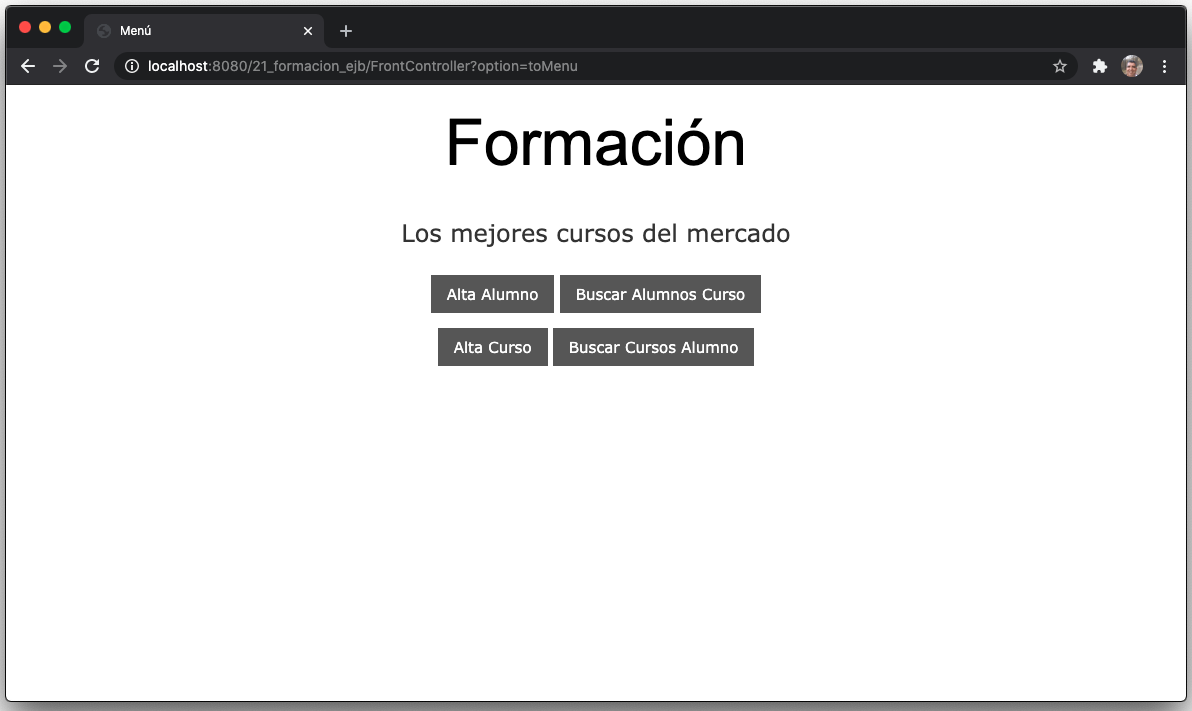 Menú
localhost:8080/21_formacion_ejb/FrontController?option=toMenu
Formación
Los mejores cursos del mercado
Alta Alumno Buscar Alumnos Curso
Alta Curso Buscar Cursos Alumno